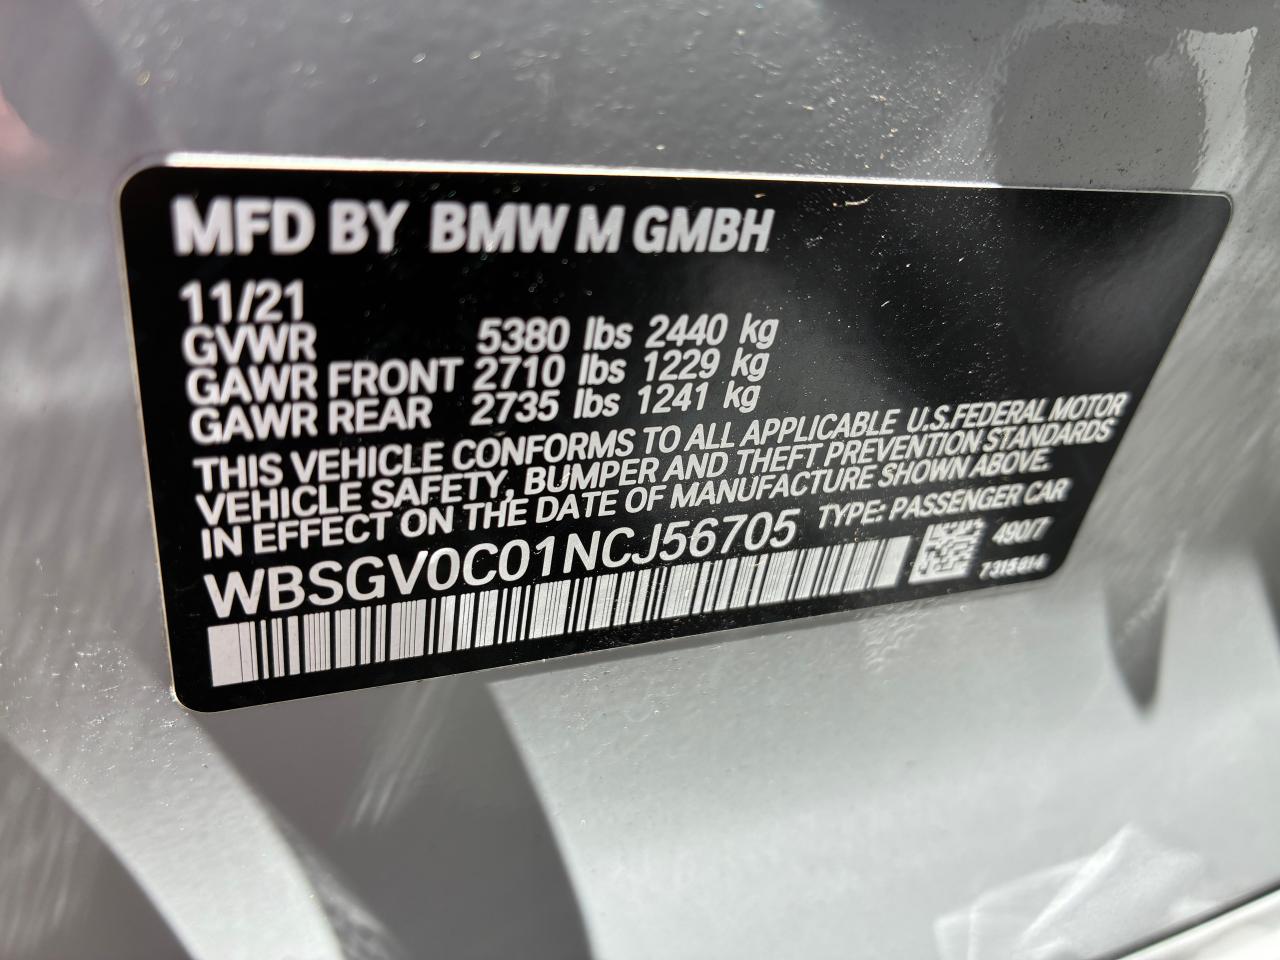 MFD BY BMW M GMBH
11/21
GVWR 5380 lbs 2440 kg
GAWR FRONT 2710 lbs 1229 kg
GAWR REAR 2735 lbs 1241 kg
THIS VEHICLE CONFORMS TO ALL APPLICABLE U.S.FEDERAL MOTOR
VEHICLE SAFETY, BUMPER AND THEFT PREVENTION STANDARDS
IN EFFECT ON THE DATE OF MANUFACTURE SHOWN ABOVE.
WBSGV0C01NCJ56705 TYPE: PASSENGER CAR
490/7
7315814